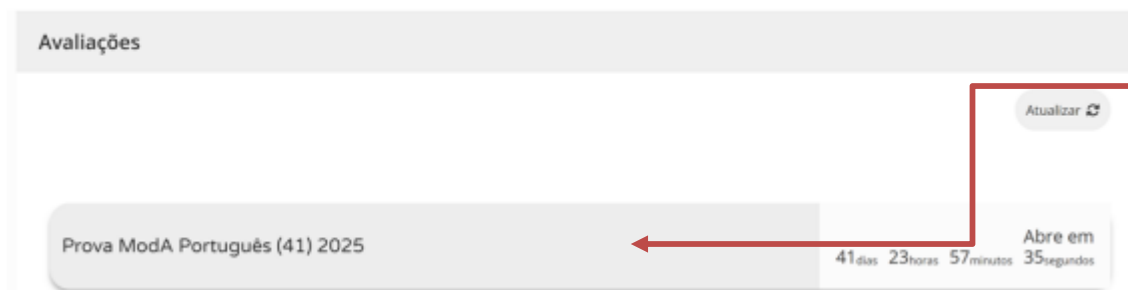 Avaliações
Atualizar
Prova ModA Português (41) 2025
Abre em
41dias 23horas 57minutos 35segundos